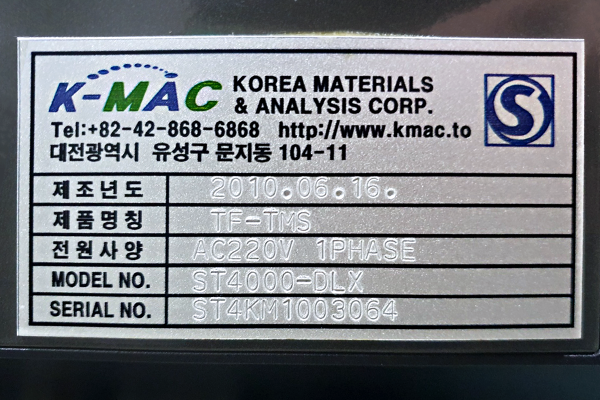 K-MAC KOREA MATERIALS
& ANALYSIS CORP.
Tel:+82-42-868-6868 http://www.kmac.to
대전광역시 유성구 문지동 104-11
제조년도 2010.06.16.
제품명칭 TF-TMS
전원사양 AC220V 1PHASE
MODEL NO. ST4000-DLX
SERIAL NO. ST4KM1003064